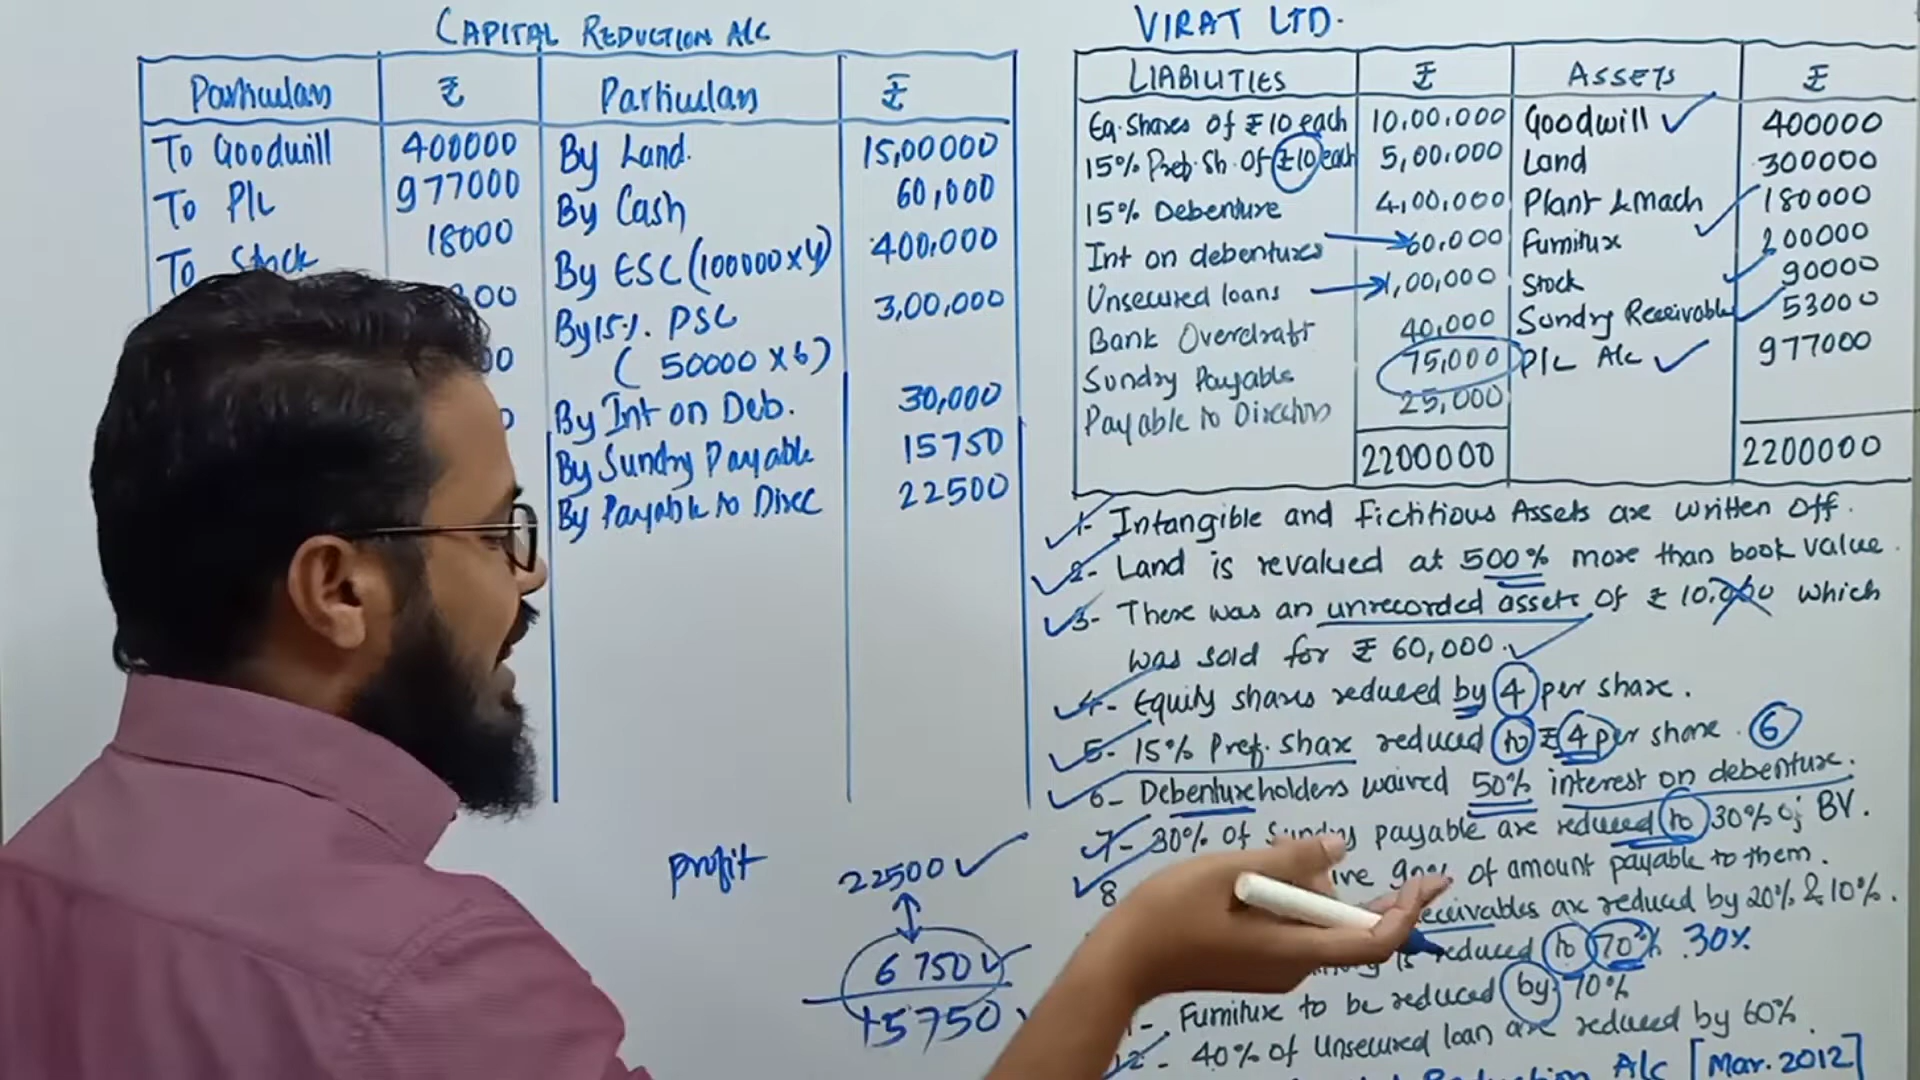 CAPITAL REDUCTION A/c
Particulars ₹ Particulars ₹
To Goodwill 400000 By Land. 15,00000
To P/L 977000 By Cash 60,000
To Stock 18000 By ESC (100000x4) 400,000
By 15%. PSC 3,00,000
( 50000 x 6)
By Int on Deb. 30,000
By Sundry Payable 15750
By Payable to Direc 22500
profit 22500
6750
15750
VIRAT LTD.
LIABILITIES ₹ ASSETS ₹
Eq. Shares of ₹ 10 each 10,00,000 Goodwill 400000
15% Pref. Sh. Of ₹10 each 5,00,000 Land 300000
15% Debenture 4,00,000 Plant & Mach 180000
Int on debentures 60,000 Furniture 200000
Unsecured loans 1,00,000 Stock 90000
Bank Overdraft 40,000 Sundry Receivable 53000
Sundry Payable 75,000 P/L A/c 977000
Payable to Directors 25,000
2200000 2200000
1- Intangible and Fictitious Assets are written Off.
2- Land is revalued at 500% more than book value.
3- There was an unrecorded assets of ₹ 10,000 which
was sold for ₹ 60,000.
4- Equity shares reduced by 4 per share.
5- 15% Pref. Share reduced to ₹ 4 per share. 6
6- Debentureholders waived 50% interest on debenture.
7- 30% of Sundry payable are reduced to 30% of BV.
8 90% of amount payable to them.
receivables are reduced by 20% & 10%.
is reduced to 70% 30%
Furniture to be reduced by 70%
12- 40% of Unsecured loan are reduced by 60%.
Reduction A/c [Mar. 2012]